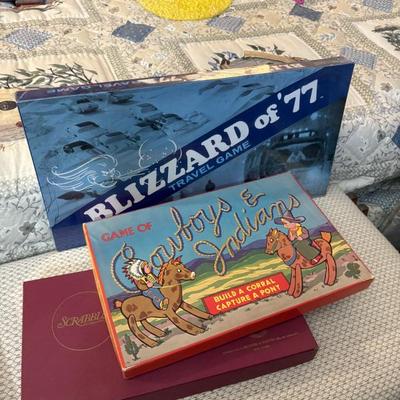 BLIZZARD of '77
TRAVEL GAME
GAME OF
Cowboys &
Indians
BUILD A CORRAL
CAPTURE A PONY
SCRABBLE